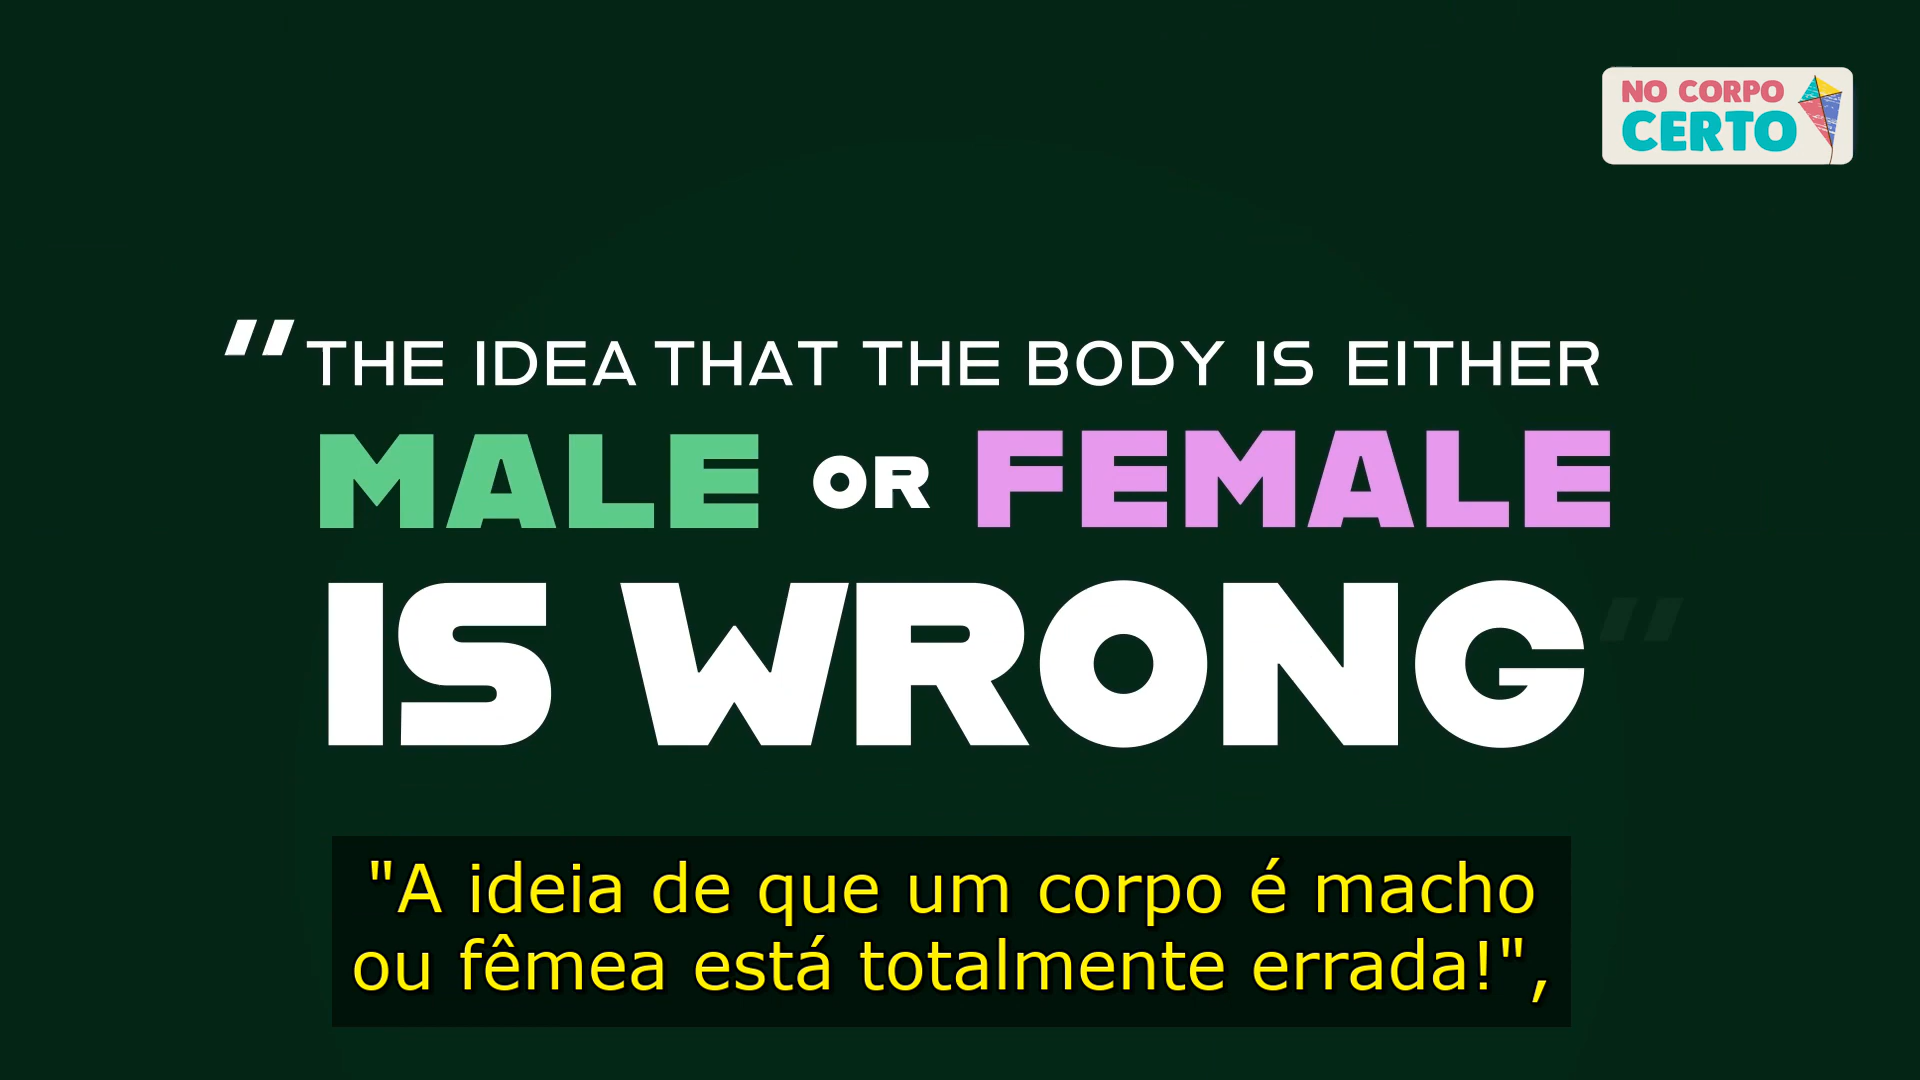 NO CORPO
CERTO
"THE IDEA THAT THE BODY IS EITHER
MALE OR FEMALE
IS WRONG"
"A ideia de que um corpo é macho
ou fêmea está totalmente errada!",